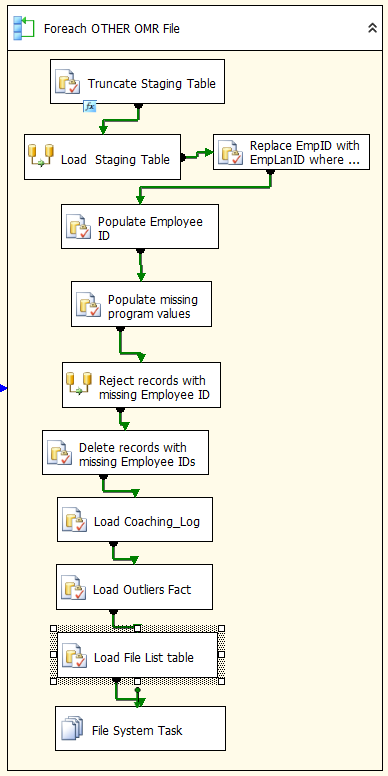 Foreach OTHER OMR File
Truncate Staging Table
fx
Load  Staging Table
Replace EmpID with
EmpLanID where ...
Populate Employee
ID
Populate missing
program values
Reject records with
missing Employee ID
Delete records with
missing Employee IDs
Load Coaching_Log
Load Outliers Fact
Load File List table
File System Task